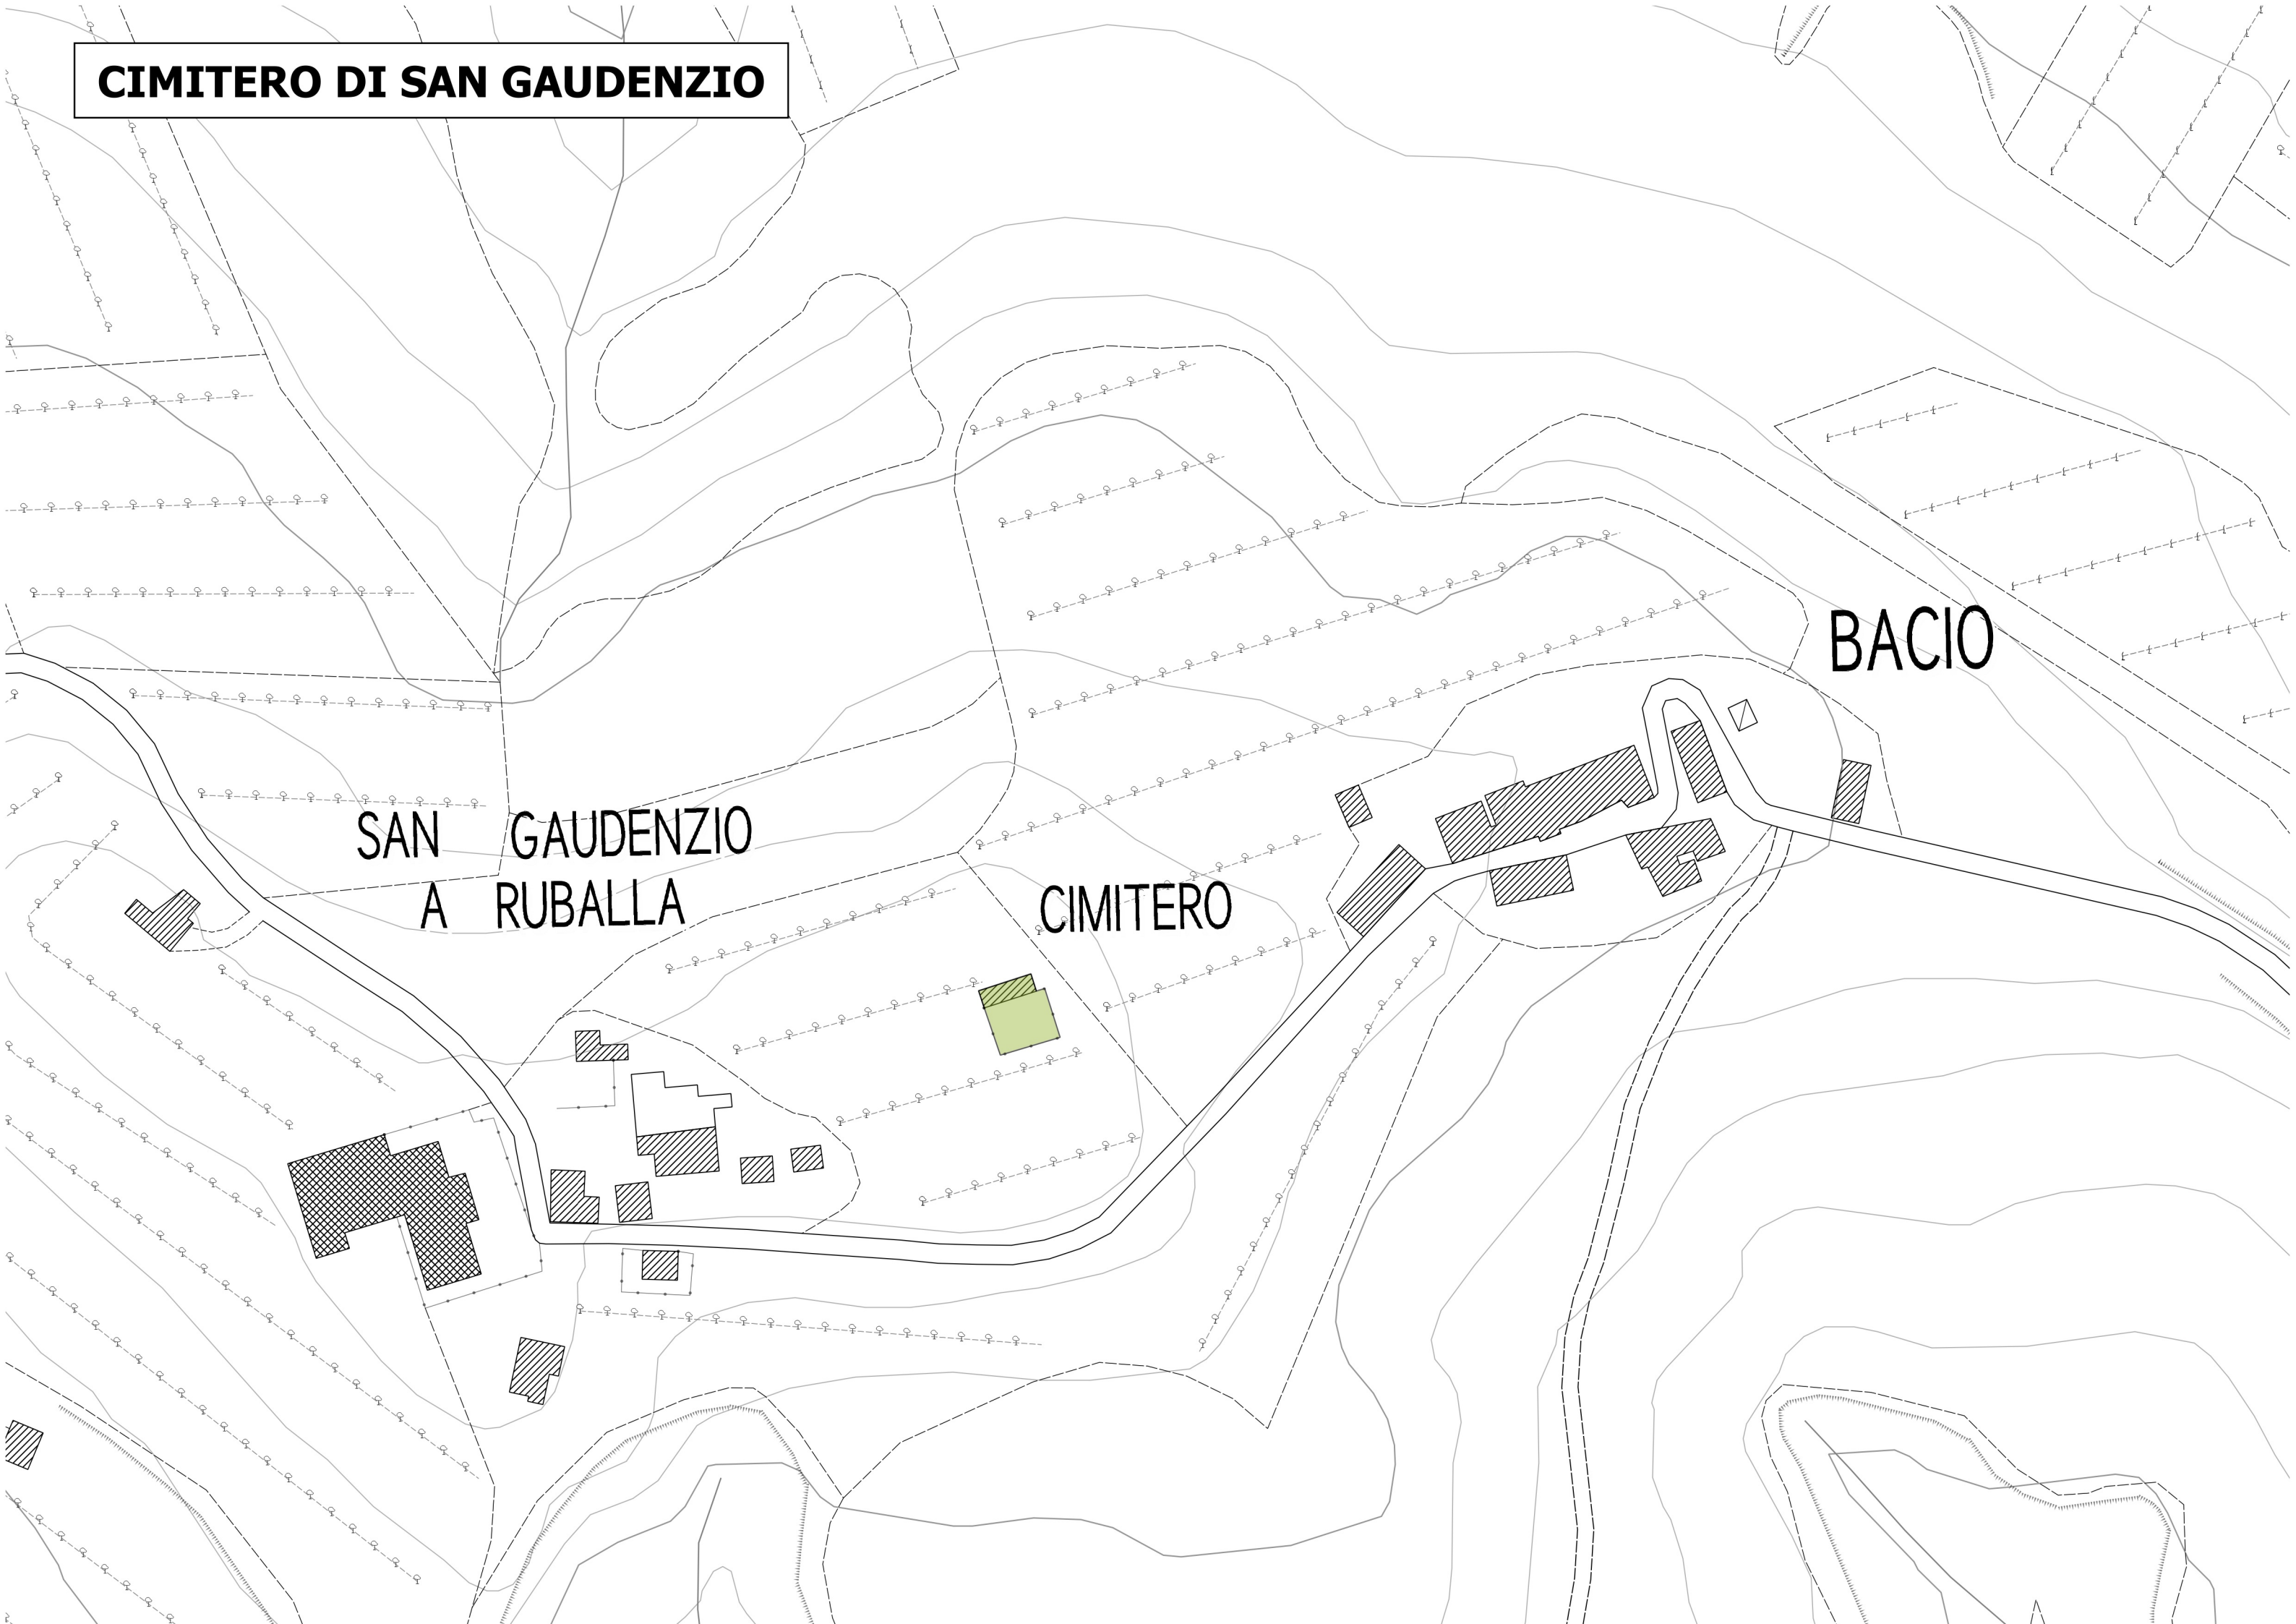 CIMITERO DI SAN GAUDENZIO
BACIO
SAN GAUDENZIO
A RUBALLA
CIMITERO